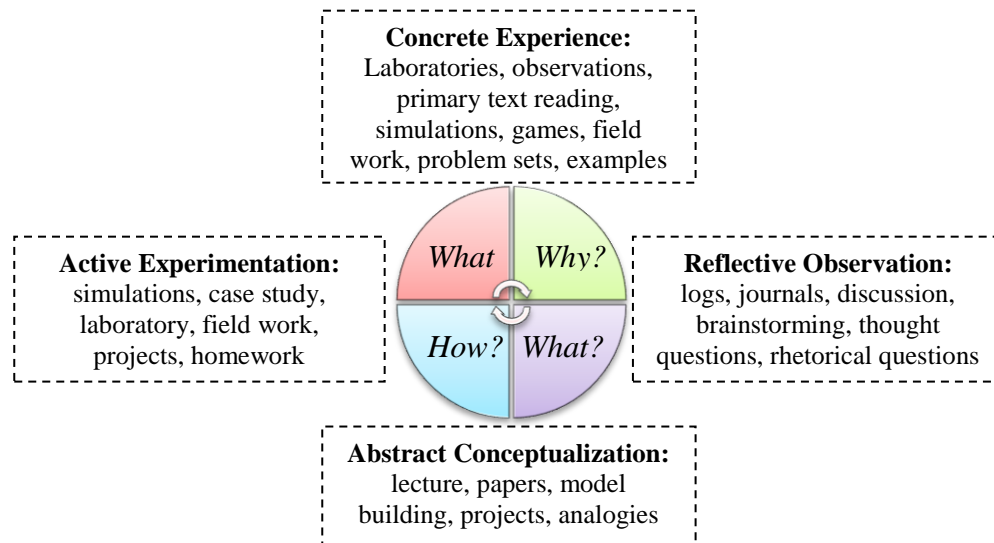 Concrete Experience:
Laboratories, observations,
primary text reading,
simulations, games, field
work, problem sets, examples
What
Why?
Active Experimentation:
simulations, case study,
laboratory, field work,
projects, homework
Reflective Observation:
logs, journals, discussion,
brainstorming, thought
questions, rhetorical questions
How?
What?
Abstract Conceptualization:
lecture, papers, model
building, projects, analogies